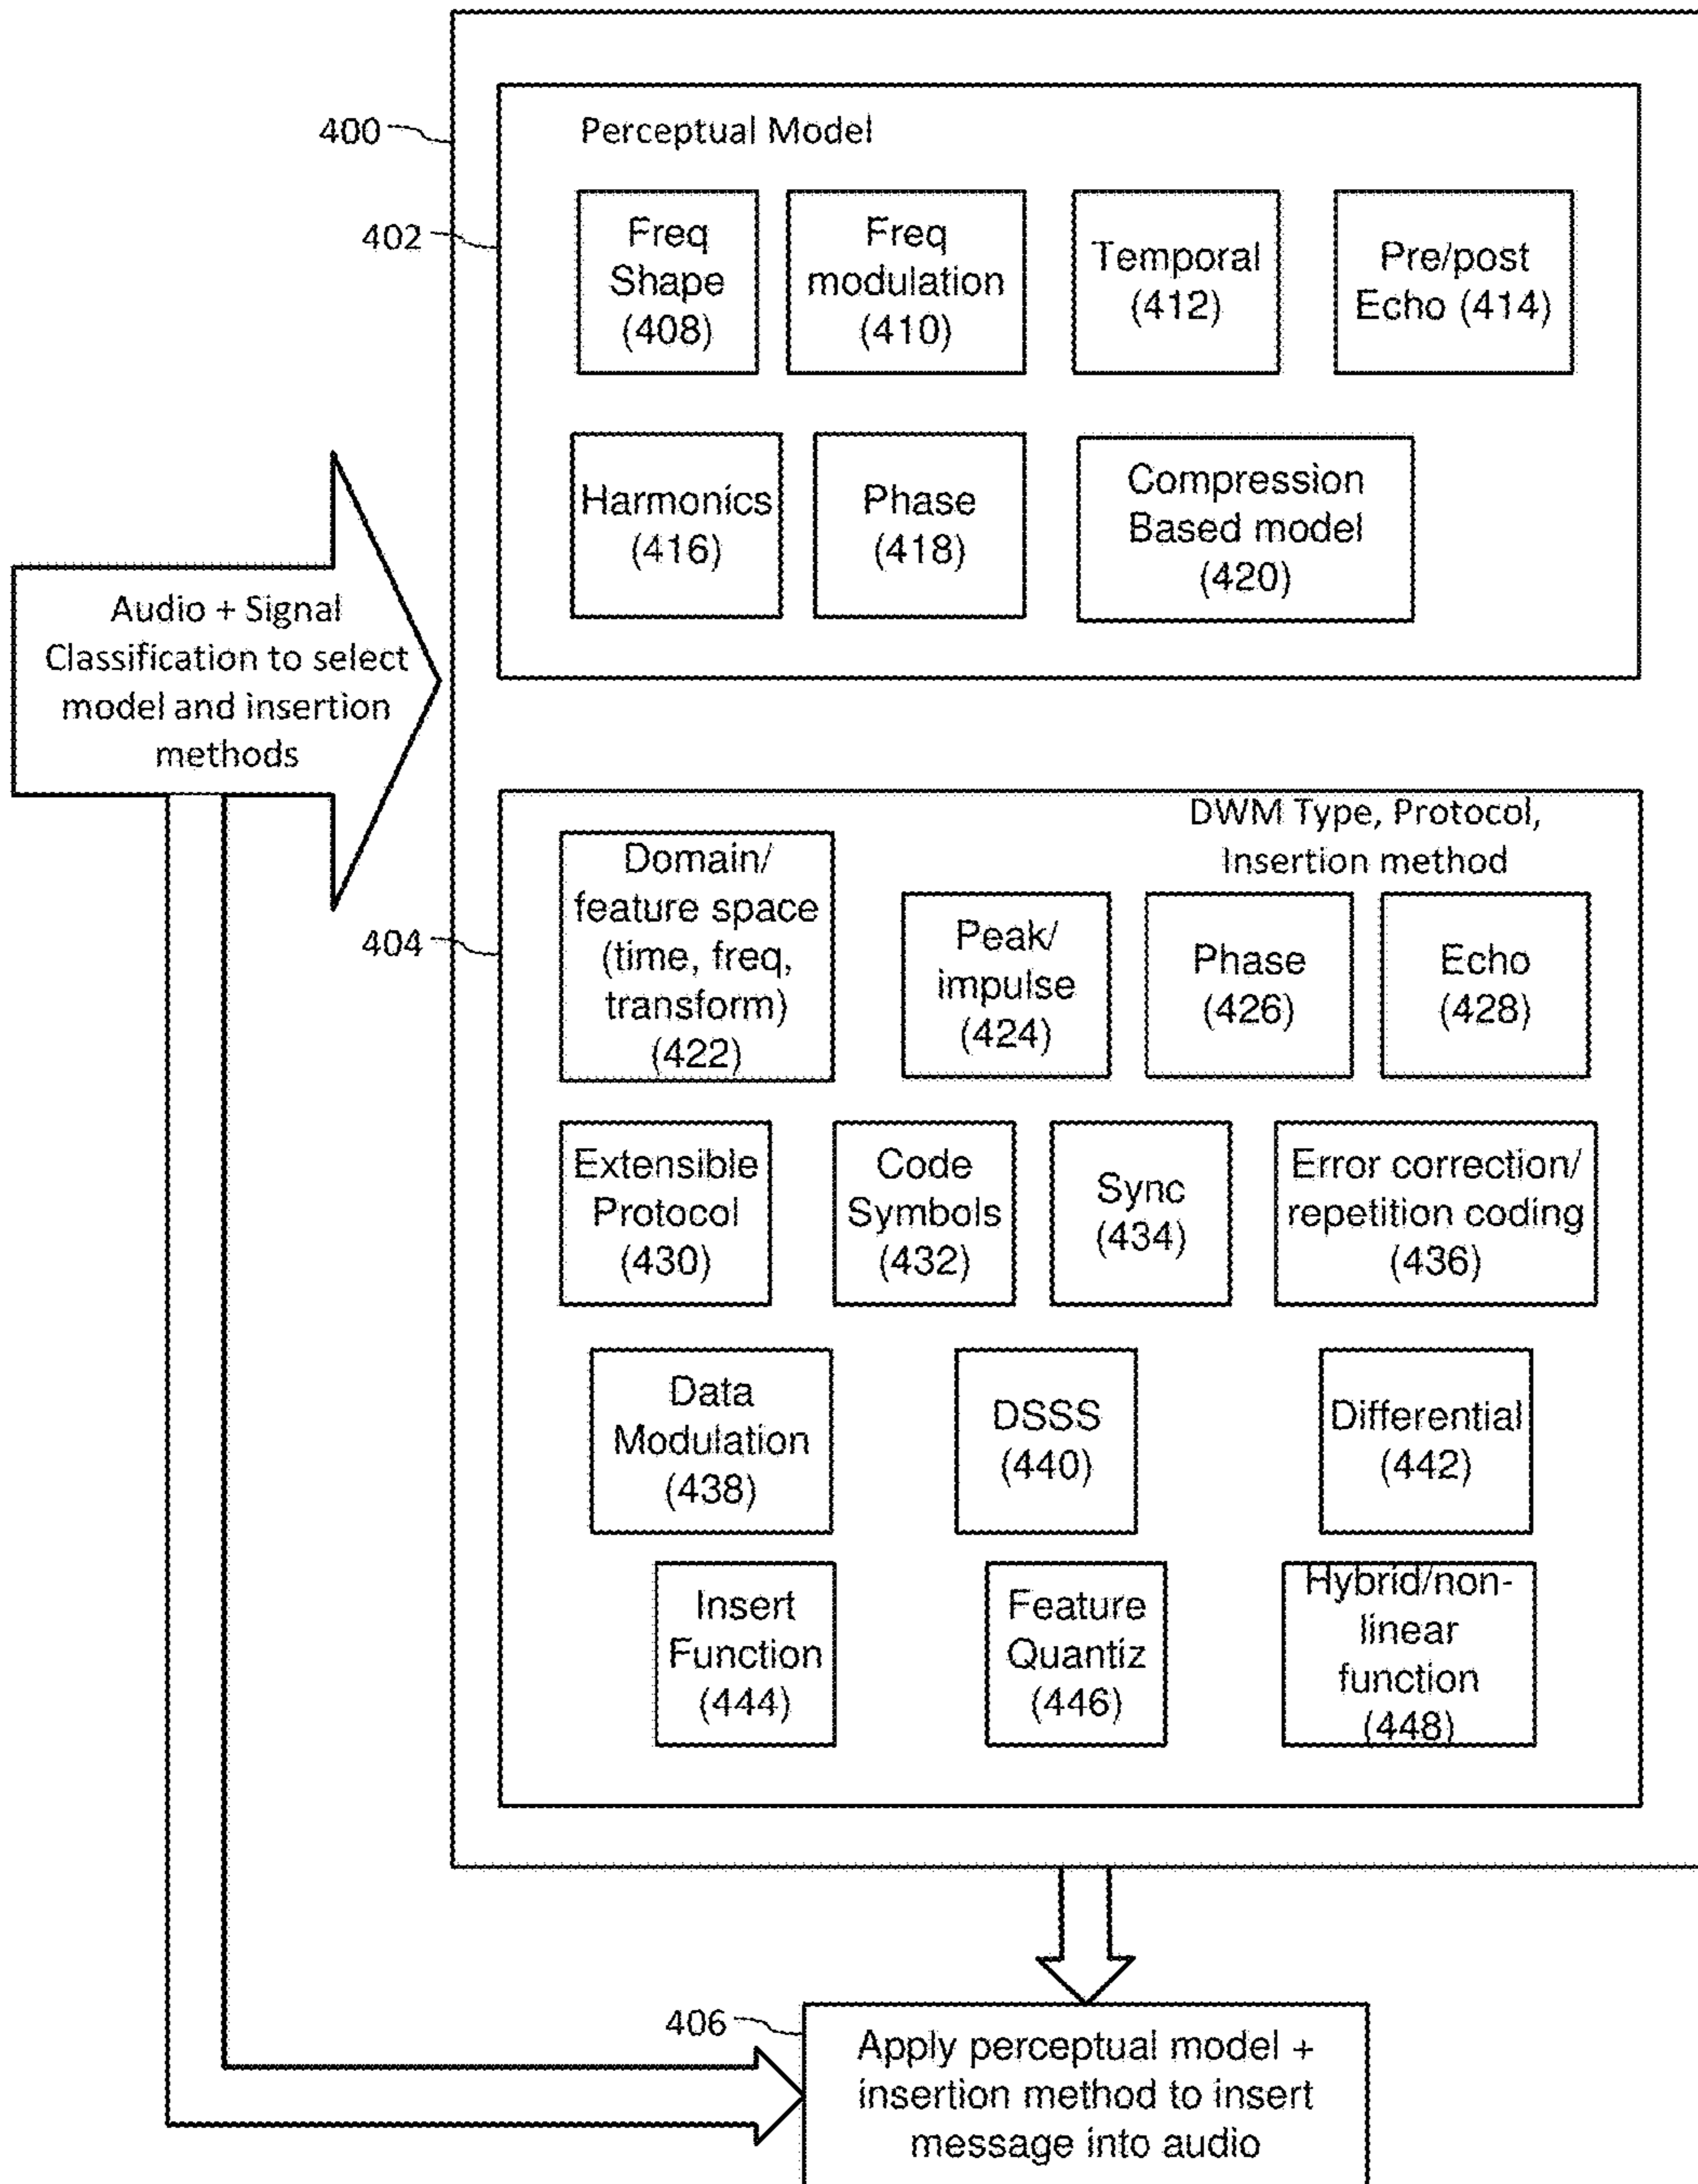 400
Perceptual Model
402
Freq
Shape
(408)
Freq
modulation
(410)
Temporal
(412)
Pre/post
Echo (414)
Harmonics
(416)
Phase
(418)
Compression
Based model
(420)
Audio + Signal
Classification to select
model and insertion
methods
404
DWM Type, Protocol,
Insertion method
Domain/
feature space
(time, freq,
transform)
(422)
Peak/
impulse
(424)
Phase
(426)
Echo
(428)
Extensible
Protocol
(430)
Code
Symbols
(432)
Sync
(434)
Error correction/
repetition coding
(436)
Data
Modulation
(438)
DSSS
(440)
Differential
(442)
Insert
Function
(444)
Feature
Quantiz
(446)
Hybrid/non-
linear
function
(448)
406
Apply perceptual model +
insertion method to insert
message into audio